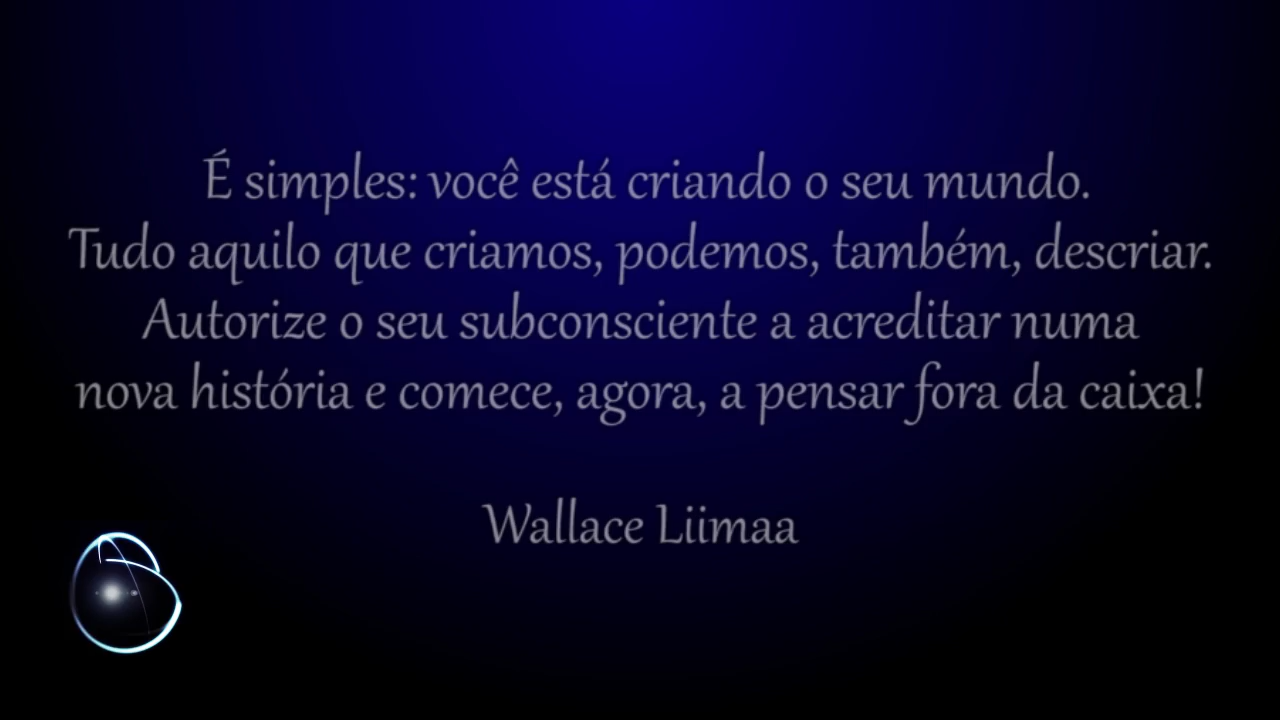 É simples: você está criando o seu mundo.
Tudo aquilo que criamos, podemos, também, descriar.
Autorize o seu subconsciente a acreditar numa
nova história e comece, agora, a pensar fora da caixa!
Wallace Liimaa